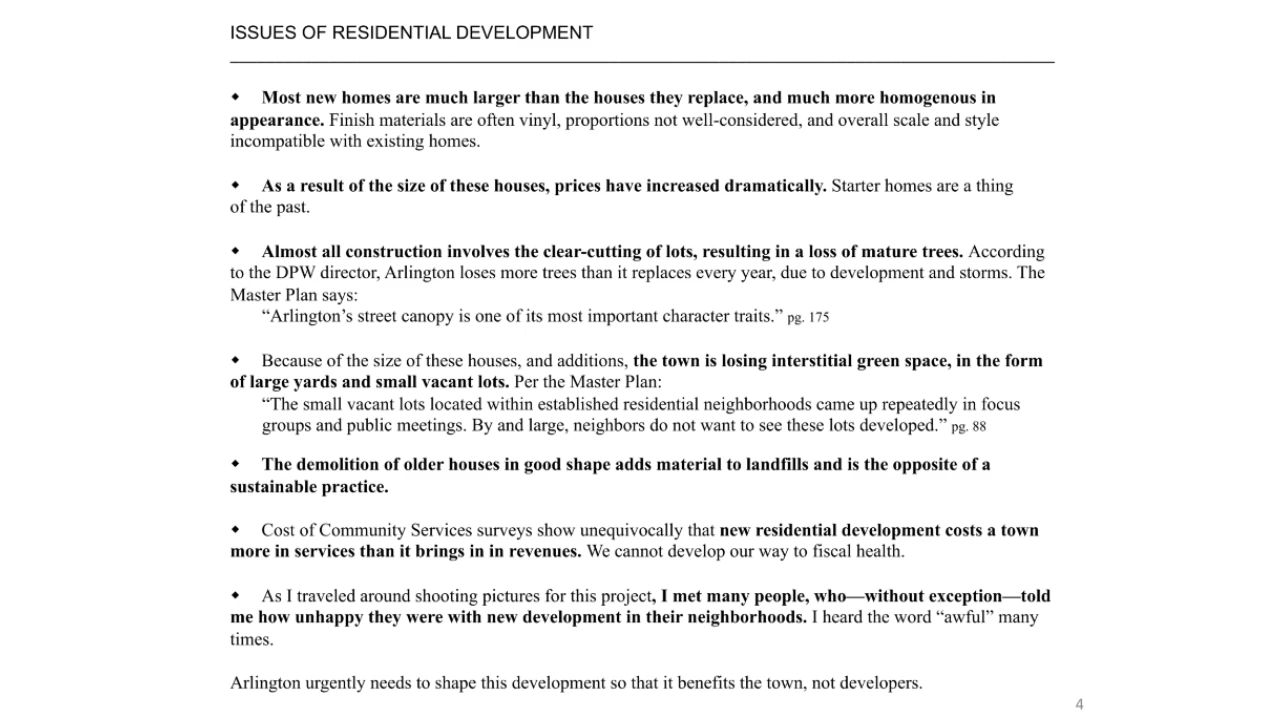 ISSUES OF RESIDENTIAL DEVELOPMENT
◆ Most new homes are much larger than the houses they replace, and much more homogenous in
appearance. Finish materials are often vinyl, proportions not well-considered, and overall scale and style
incompatible with existing homes.
◆ As a result of the size of these houses, prices have increased dramatically. Starter homes are a thing
of the past.
◆ Almost all construction involves the clear-cutting of lots, resulting in a loss of mature trees. According
to the DPW director, Arlington loses more trees than it replaces every year, due to development and storms. The
Master Plan says:
“Arlington’s street canopy is one of its most important character traits.” pg. 175
◆ Because of the size of these houses, and additions, the town is losing interstitial green space, in the form
of large yards and small vacant lots. Per the Master Plan:
“The small vacant lots located within established residential neighborhoods came up repeatedly in focus
groups and public meetings. By and large, neighbors do not want to see these lots developed.” pg. 88
◆ The demolition of older houses in good shape adds material to landfills and is the opposite of a
sustainable practice.
◆ Cost of Community Services surveys show unequivocally that new residential development costs a town
more in services than it brings in in revenues. We cannot develop our way to fiscal health.
◆ As I traveled around shooting pictures for this project, I met many people, who—without exception—told
me how unhappy they were with new development in their neighborhoods. I heard the word “awful” many
times.
Arlington urgently needs to shape this development so that it benefits the town, not developers.
4